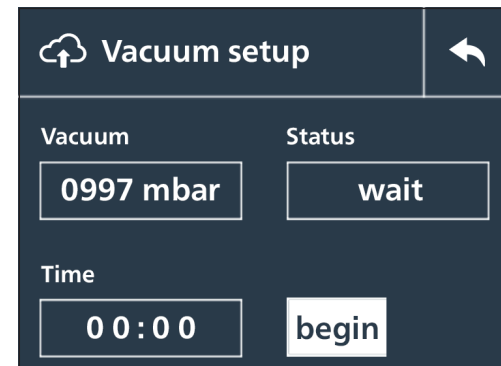 Vacuum setup
Vacuum
Status
0997 mbar
wait
Time
00:00
begin